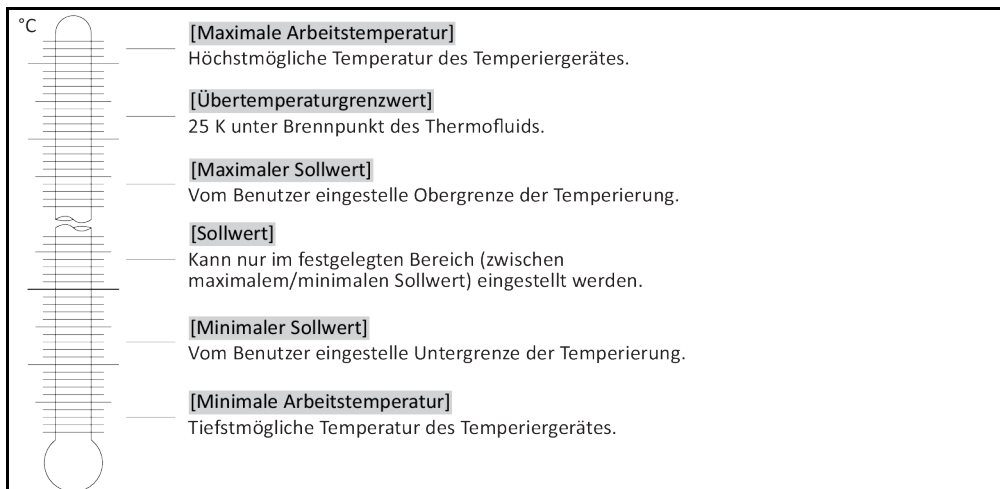 °C
[Maximale Arbeitstemperatur]
Höchstmögliche Temperatur des Temperiergerätes.
[Übertemperaturgrenzwert]
25 K unter Brennpunkt des Thermofluids.
[Maximaler Sollwert]
Vom Benutzer eingestelle Obergrenze der Temperierung.
[Sollwert]
Kann nur im festgelegten Bereich (zwischen
maximalem/minimalen Sollwert) eingestellt werden.
[Minimaler Sollwert]
Vom Benutzer eingestelle Untergrenze der Temperierung.
[Minimale Arbeitstemperatur]
Tiefstmögliche Temperatur des Temperiergerätes.